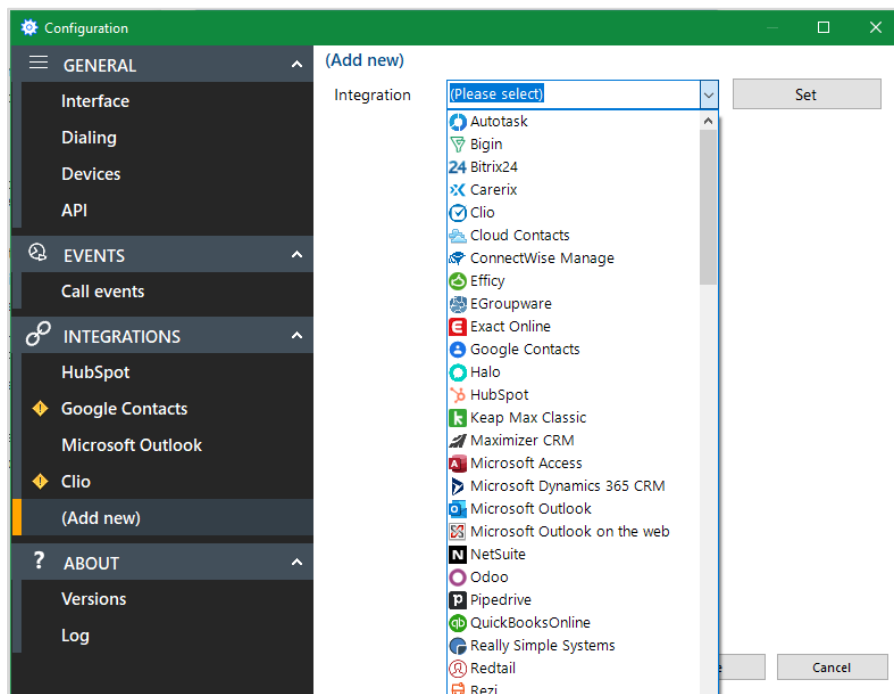 Configuration
GENERAL
Interface
Dialing
Devices
API
EVENTS
Call events
INTEGRATIONS
HubSpot
Google Contacts
Microsoft Outlook
Clio
(Add new)
? ABOUT
Versions
Log
(Add new)
Integration (Please select) Set
Autotask
Bigin
24 Bitrix24
Carerix
Clio
Cloud Contacts
ConnectWise Manage
Efficy
EGroupware
Exact Online
Google Contacts
Halo
HubSpot
Keap Max Classic
Maximizer CRM
Microsoft Access
Microsoft Dynamics 365 CRM
Microsoft Outlook
Microsoft Outlook on the web
NetSuite
Odoo
Pipedrive
QuickBooksOnline
Really Simple Systems
Redtail
Rezi
Cancel